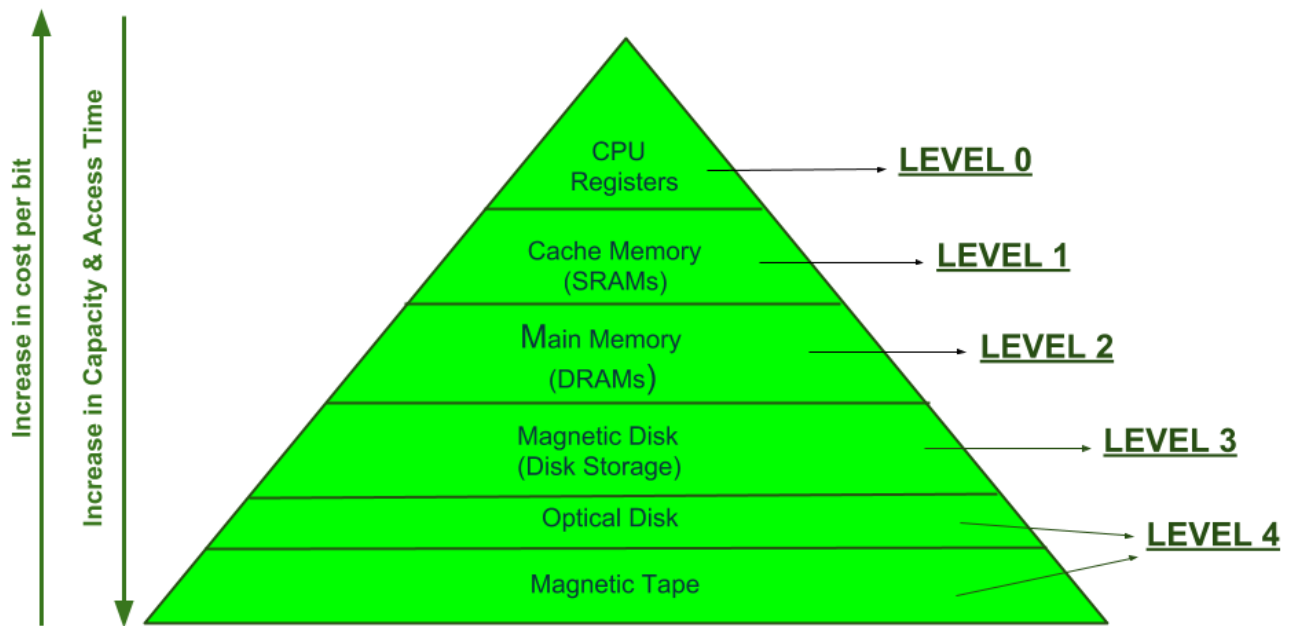 Increase in cost per bit
Increase in Capacity & Access Time
CPU
Registers
LEVEL 0
Cache Memory
(SRAMs)
LEVEL 1
Main Memory
(DRAMs)
LEVEL 2
Magnetic Disk
(Disk Storage)
LEVEL 3
Optical Disk
LEVEL 4
Magnetic Tape